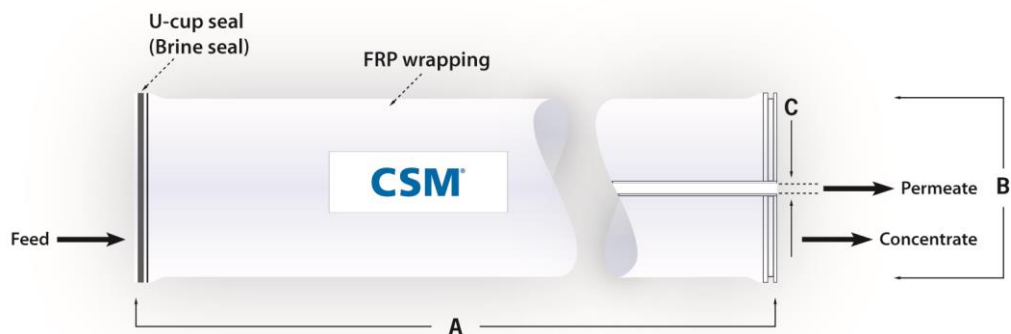 U-cup seal
(Brine seal)
FRP wrapping
C
CSM®
Permeate
B
Feed
Concentrate
A